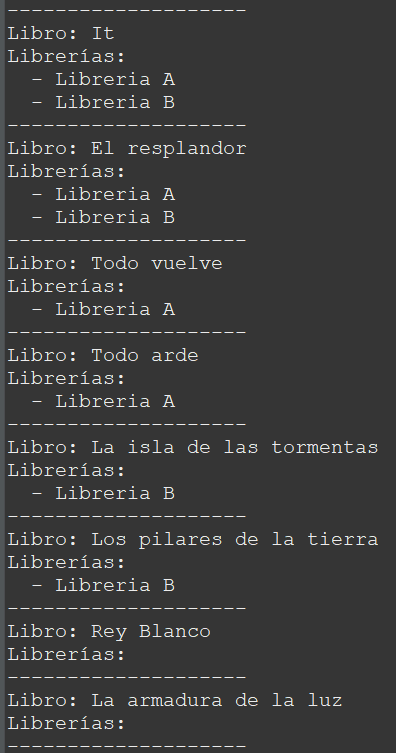 --------------------
Libro: It
Librerías:
  - Libreria A
  - Libreria B
--------------------
Libro: El resplandor
Librerías:
  - Libreria A
  - Libreria B
--------------------
Libro: Todo vuelve
Librerías:
  - Libreria A
--------------------
Libro: Todo arde
Librerías:
  - Libreria A
--------------------
Libro: La isla de las tormentas
Librerías:
  - Libreria B
--------------------
Libro: Los pilares de la tierra
Librerías:
  - Libreria B
--------------------
Libro: Rey Blanco
Librerías:
--------------------
Libro: La armadura de la luz
Librerías:
--------------------